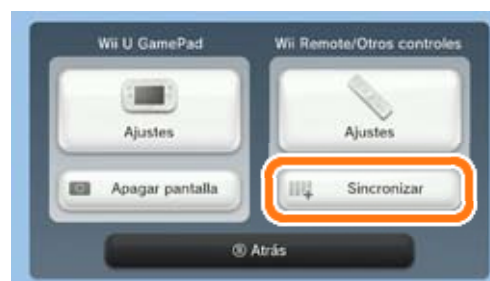 Wii U GamePad
Wii Remote/Otros controles
Ajustes
Ajustes
Apagar pantalla
Sincronizar
Ⓑ Atrás